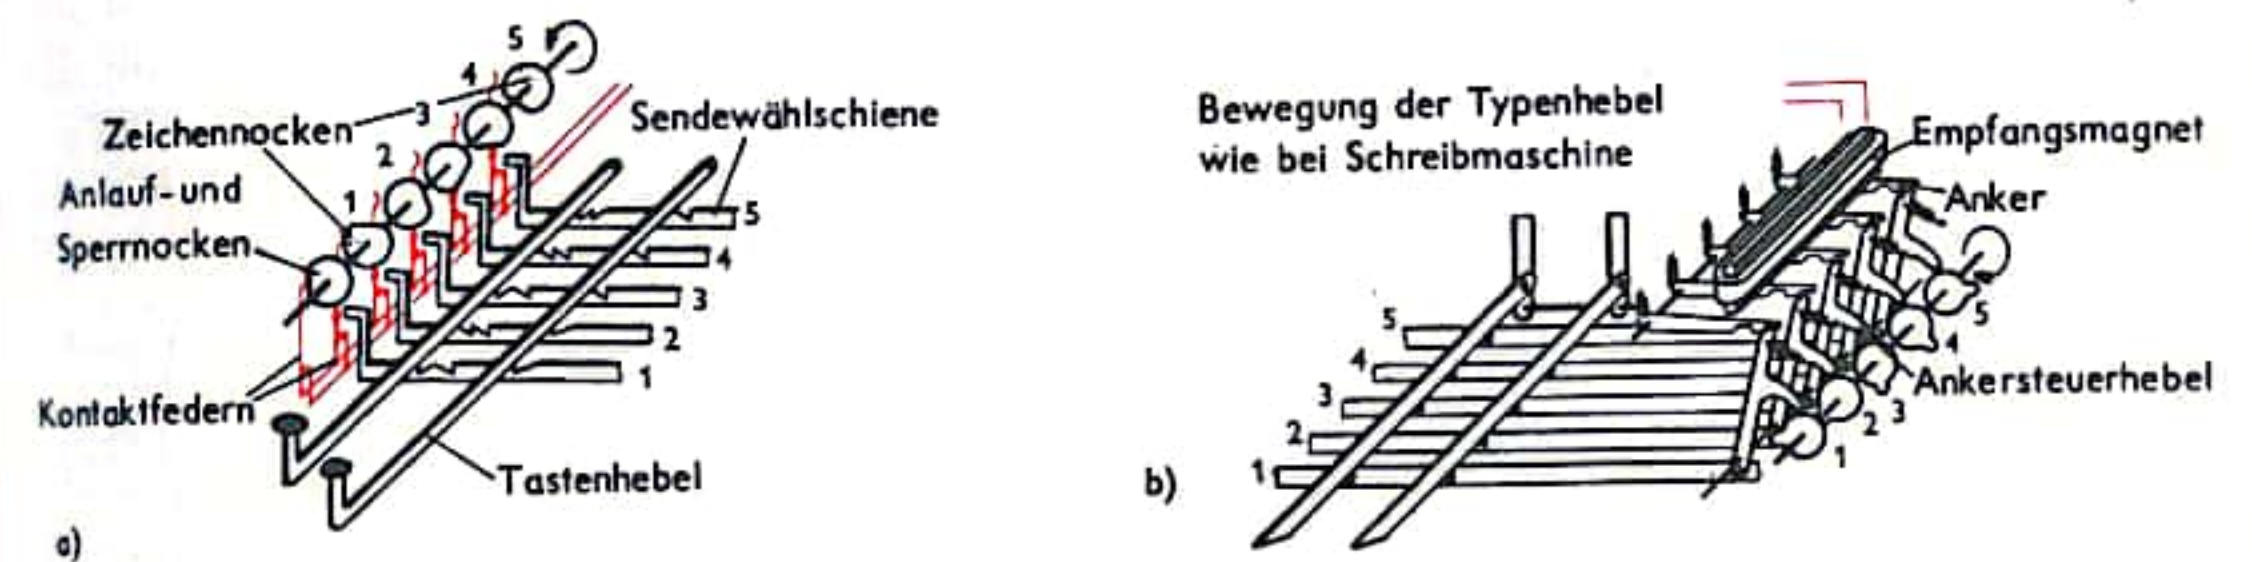 5
4
3
Zeichennocken
2
Anlauf-und
1
Sperrnocken
Sendewählschiene
5
4
3
2
1
Kontaktfedern
Tastenhebel
a)
Bewegung der Typenhebel
wie bei Schreibmaschine
Empfangsmagnet
Anker
5
4
3
2
1
5
4
Ankersteuerhebel
3
2
1
b)